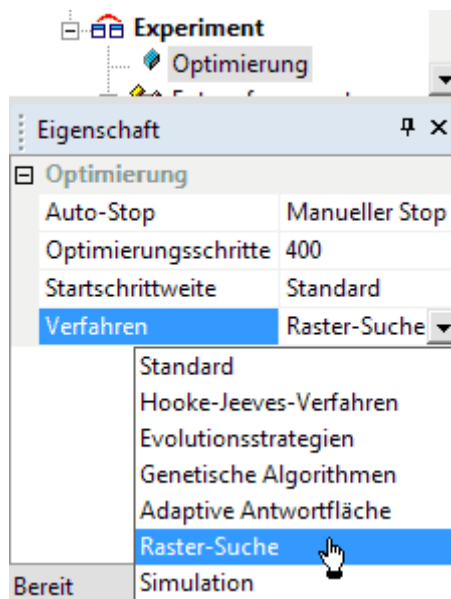 Experiment
Optimierung
Eigenschaft
Optimierung
Auto-Stop Manueller Stop
Optimierungsschritte 400
Startschrittweite Standard
Verfahren Raster-Suche
Standard
Hooke-Jeeves-Verfahren
Evolutionsstrategien
Genetische Algorithmen
Adaptive Antwortfläche
Raster-Suche
Bereit Simulation